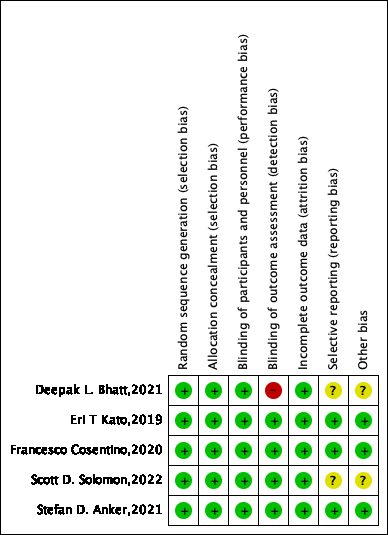 Random sequence generation (selection bias)
Allocation concealment (selection bias)
Blinding of participants and personnel (performance bias)
Blinding of outcome assessment (detection bias)
Incomplete outcome data (attrition bias)
Selective reporting (reporting bias)
Other bias
Deepak L. Bhatt,2021 + + + - + ? ?
Eri T Kato,2019 + + + + + + +
Francesco Cosentino,2020 + + + + + + +
Scott D. Solomon,2022 + + + + + ? ?
Stefan D. Anker,2021 + + + + + + +